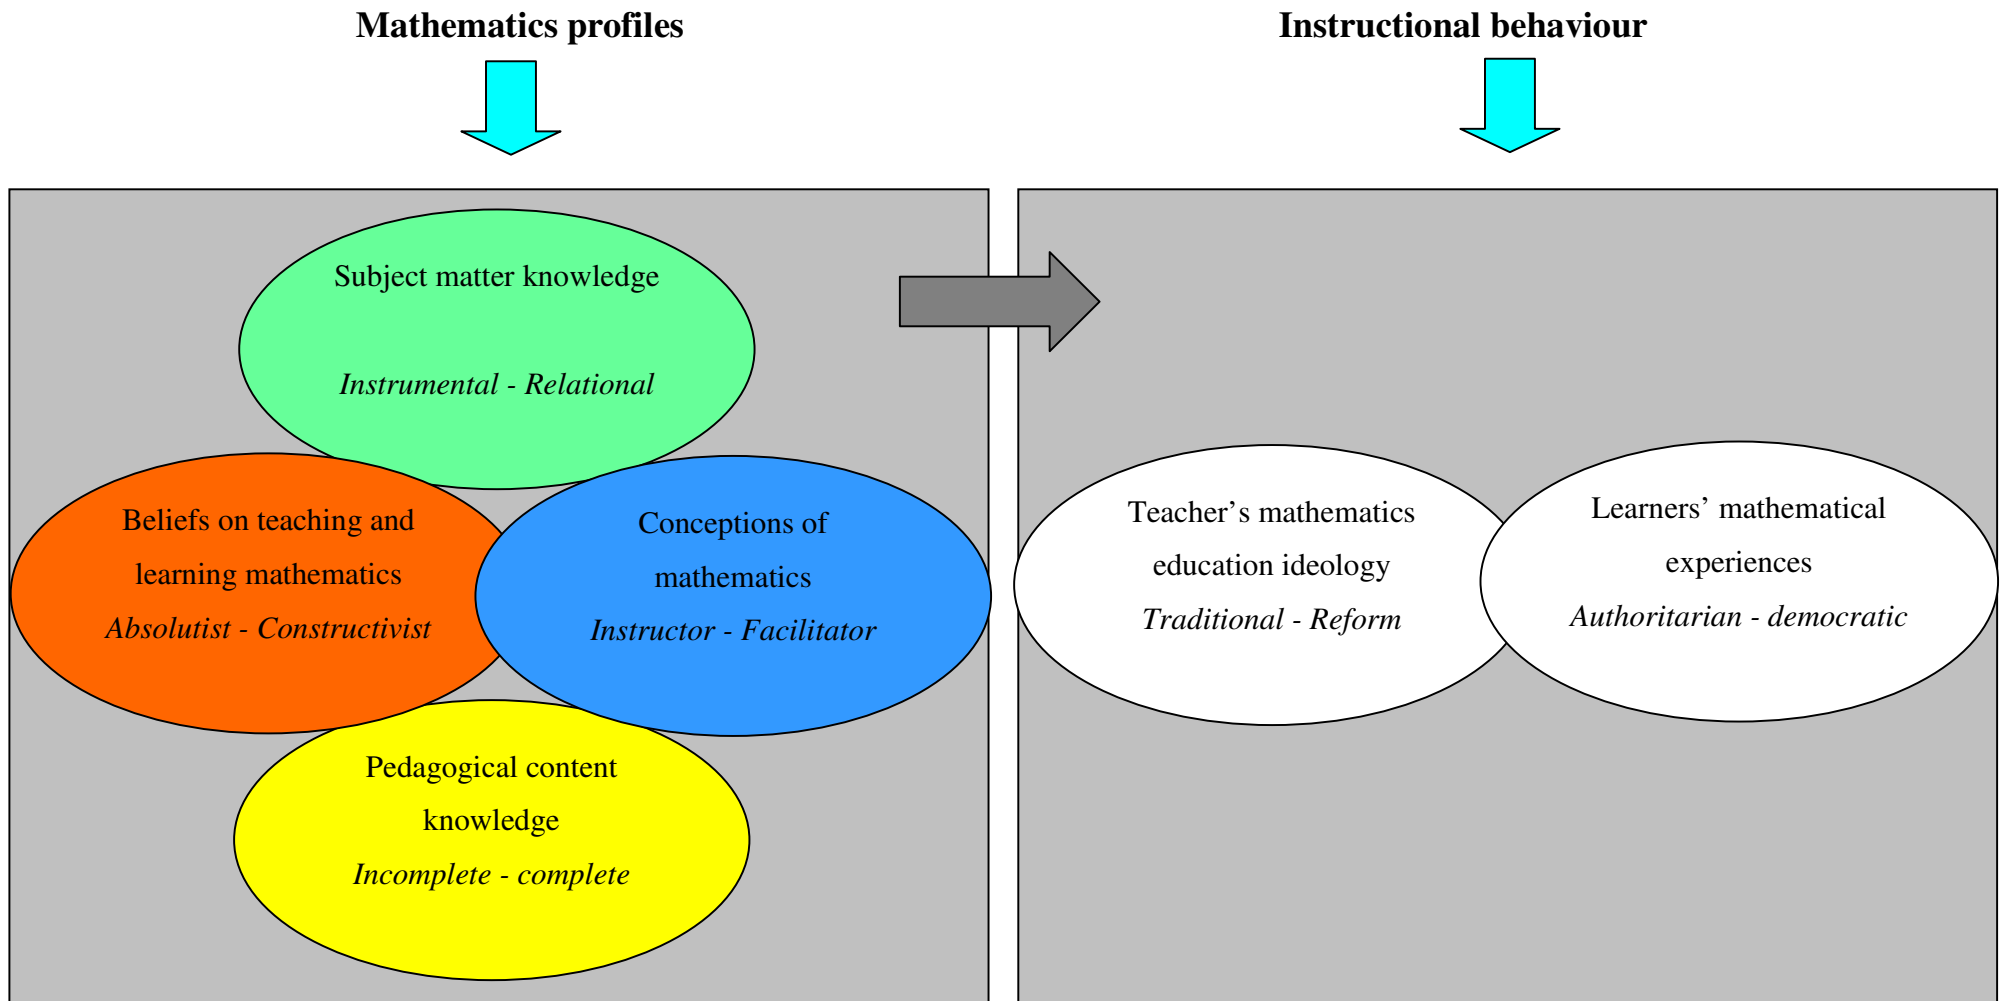 Mathematics profiles
Instructional behaviour
Subject matter knowledge
Instrumental - Relational
Beliefs on teaching and
learning mathematics
Absolutist - Constructivist
Conceptions of
mathematics
Instructor - Facilitator
Pedagogical content
knowledge
Incomplete - complete
Teacher’s mathematics
education ideology
Traditional - Reform
Learners’ mathematical
experiences
Authoritarian - democratic